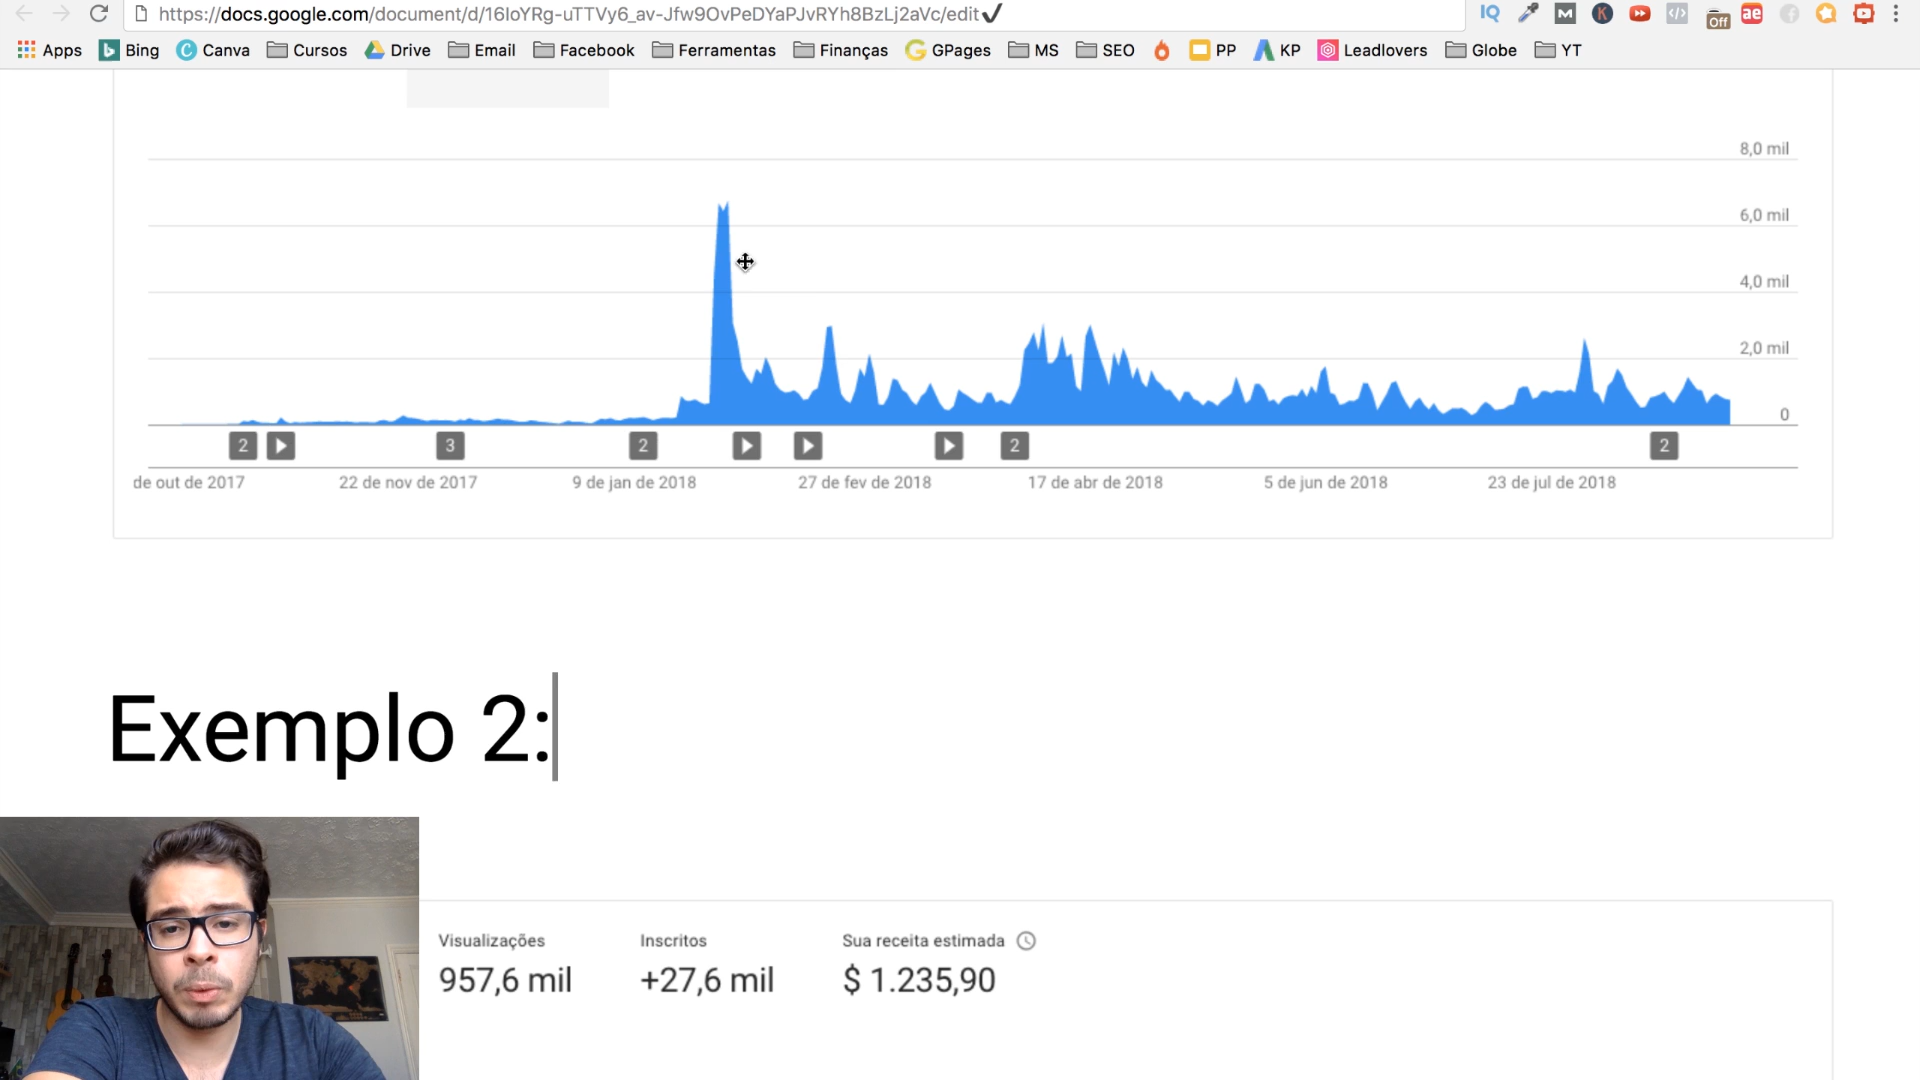 https://docs.google.com/document/d/16IoYRg-uTTVy6_av-Jfw9OvPeDYaPJvRYh8BzLj2aVc/edit
IQ M K </> Off ae
Apps Bing Canva Cursos Drive Email Facebook Ferramentas Finanças GPages MS SEO PP KP Leadlovers Globe YT
8,0 mil
6,0 mil
4,0 mil
2,0 mil
0
2 3 2 2 2
de out de 2017 22 de nov de 2017 9 de jan de 2018 27 de fev de 2018 17 de abr de 2018 5 de jun de 2018 23 de jul de 2018
Exemplo 2:
Visualizações Inscritos Sua receita estimada
957,6 mil +27,6 mil $ 1.235,90